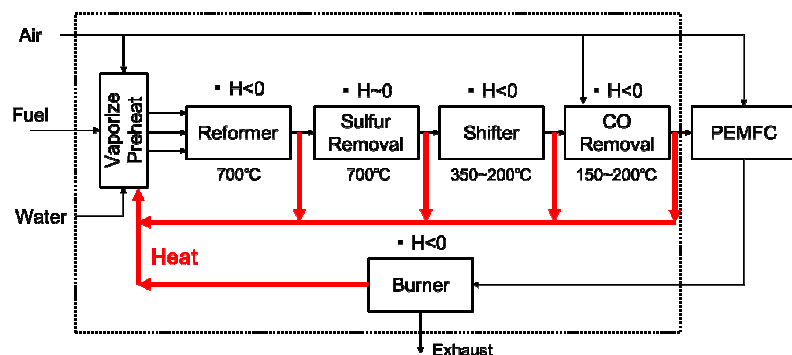 Air
Fuel
Water
Vaporize
Preheat
・ H<0
Reformer
700℃
・ H~0
Sulfur
Removal
700℃
・ H<0
Shifter
350~200℃
・ H<0
CO
Removal
150~200℃
PEMFC
Heat
・ H<0
Burner
Exhaust